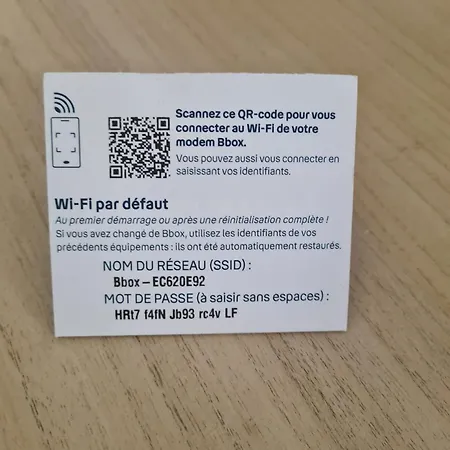 Scannez ce QR-code pour vous
connecter au Wi-Fi de votre
modem Bbox.
Vous pouvez aussi vous connecter en
saisissant vos identifiants.
Wi-Fi par défaut
Au premier démarrage ou après une réinitialisation complète !
Si vous avez changé de Bbox, utilisez les identifiants de vos
précédents équipements : ils ont été automatiquement restaurés.
NOM DU RÉSEAU (SSID) :
Bbox – EC620E92
MOT DE PASSE (à saisir sans espaces) :
HRt7 f4fN Jb93 rc4v LF